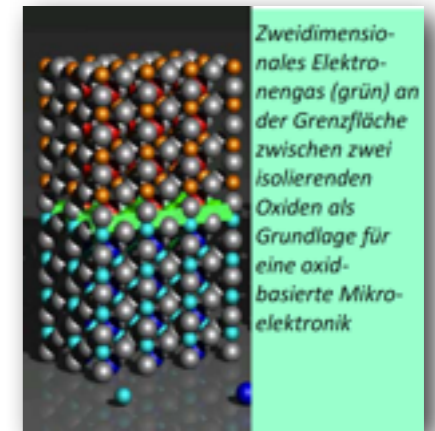 Zweidimensio-
nales Elektro-
nengas (grün) an
der Grenzfläche
zwischen zwei
isolierenden
Oxiden als
Grundlage für
eine oxid-
basierte Mikro-
elektronik